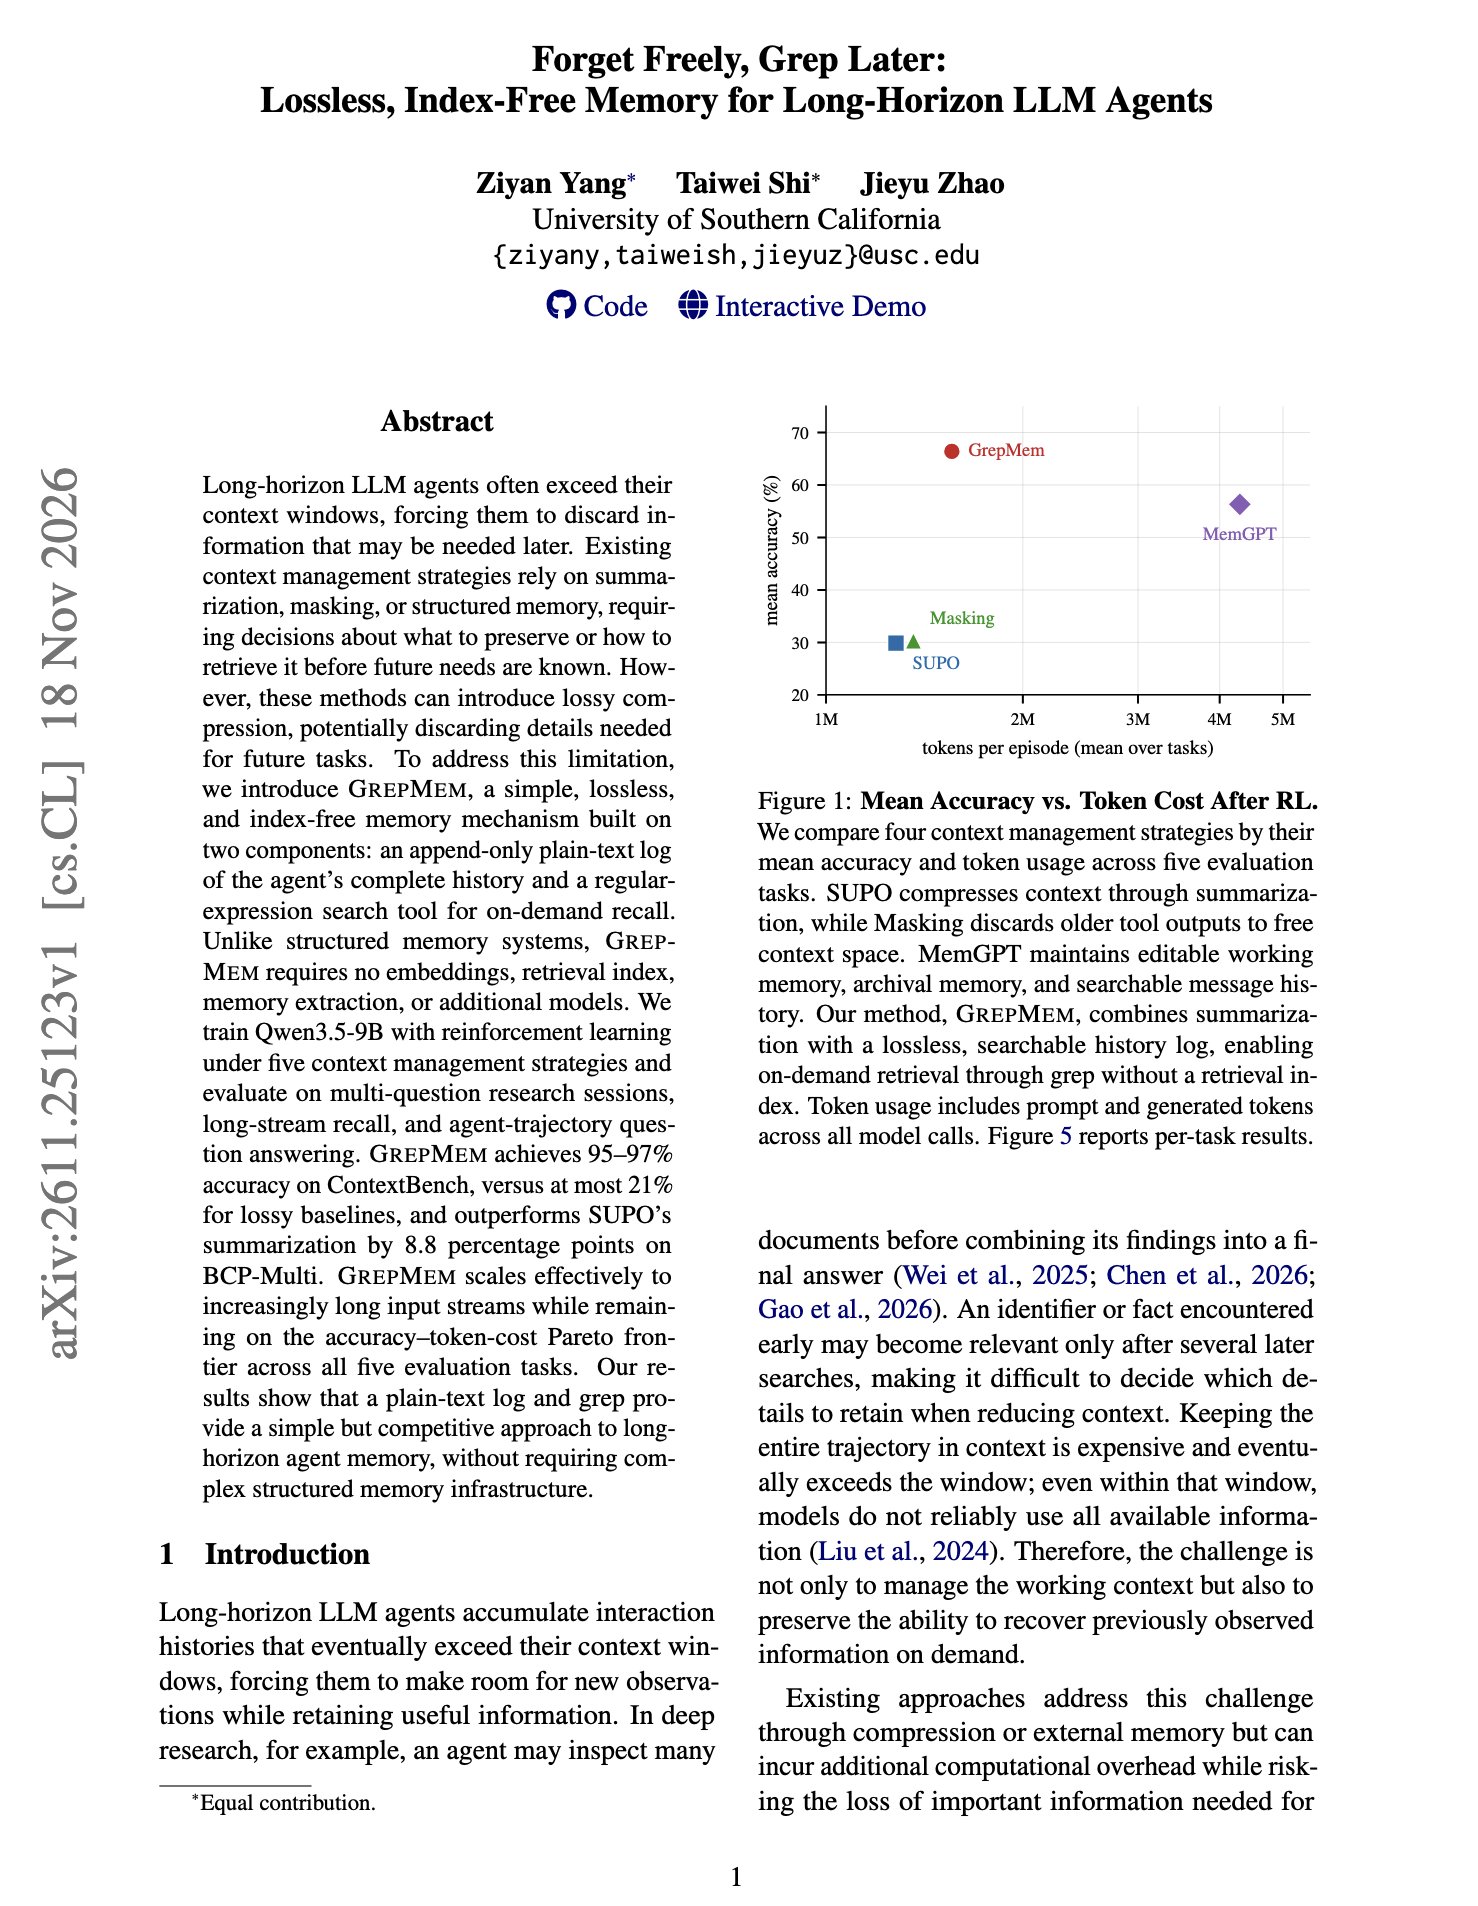 Forget Freely, Grep Later:
Lossless, Index-Free Memory for Long-Horizon LLM Agents
Ziyan Yang* Taiwei Shi* Jieyu Zhao
University of Southern California
{ziyany,taiweish,jieyuz}@usc.edu
Code Interactive Demo
arXiv:2611.25123v1 [cs.CL] 18 Nov 2026
Abstract
Long-horizon LLM agents often exceed their
context windows, forcing them to discard in-
formation that may be needed later. Existing
context management strategies rely on summa-
rization, masking, or structured memory, requir-
ing decisions about what to preserve or how to
retrieve it before future needs are known. How-
ever, these methods can introduce lossy com-
pression, potentially discarding details needed
for future tasks. To address this limitation,
we introduce GREPMEM, a simple, lossless,
and index-free memory mechanism built on
two components: an append-only plain-text log
of the agent's complete history and a regular-
expression search tool for on-demand recall.
Unlike structured memory systems, GREP-
MEM requires no embeddings, retrieval index,
memory extraction, or additional models. We
train Qwen3.5-9B with reinforcement learning
under five context management strategies and
evaluate on multi-question research sessions,
long-stream recall, and agent-trajectory ques-
tion answering. GREPMEM achieves 95–97%
accuracy on ContextBench, versus at most 21%
for lossy baselines, and outperforms SUPO's
summarization by 8.8 percentage points on
BCP-Multi. GREPMEM scales effectively to
increasingly long input streams while remain-
ing on the accuracy–token-cost Pareto fron-
tier across all five evaluation tasks. Our re-
sults show that a plain-text log and grep pro-
vide a simple but competitive approach to long-
horizon agent memory, without requiring com-
plex structured memory infrastructure.
1 Introduction
Long-horizon LLM agents accumulate interaction
histories that eventually exceed their context win-
dows, forcing them to make room for new observa-
tions while retaining useful information. In deep
research, for example, an agent may inspect many
*Equal contribution.
mean accuracy (%)
70
60
50
40
30
20
GrepMem
MemGPT
Masking
SUPO
1M 2M 3M 4M 5M
tokens per episode (mean over tasks)
Figure 1: Mean Accuracy vs. Token Cost After RL.
We compare four context management strategies by their
mean accuracy and token usage across five evaluation
tasks. SUPO compresses context through summariza-
tion, while Masking discards older tool outputs to free
context space. MemGPT maintains editable working
memory, archival memory, and searchable message his-
tory. Our method, GREPMEM, combines summariza-
tion with a lossless, searchable history log, enabling
on-demand retrieval through grep without a retrieval in-
dex. Token usage includes prompt and generated tokens
across all model calls. Figure 5 reports per-task results.
documents before combining its findings into a fi-
nal answer (Wei et al., 2025; Chen et al., 2026;
Gao et al., 2026). An identifier or fact encountered
early may become relevant only after several later
searches, making it difficult to decide which de-
tails to retain when reducing context. Keeping the
entire trajectory in context is expensive and eventu-
ally exceeds the window; even within that window,
models do not reliably use all available informa-
tion (Liu et al., 2024). Therefore, the challenge is
not only to manage the working context but also to
preserve the ability to recover previously observed
information on demand.
Existing approaches address this challenge
through compression or external memory but can
incur additional computational overhead while risk-
ing the loss of important information needed for
1